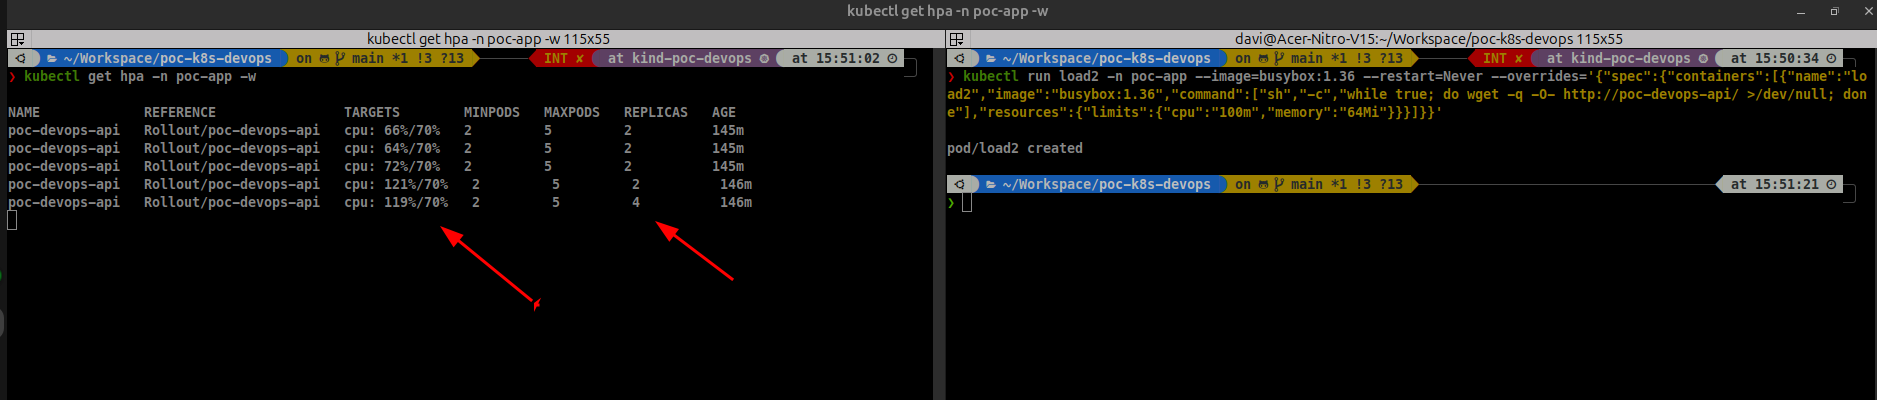 kubectl get hpa -n poc-app -w
kubectl get hpa -n poc-app -w 115x55
~/Workspace/poc-k8s-devops on main *1 !3 ?13 INT ✘ at kind-poc-devops at 15:51:02
❯ kubectl get hpa -n poc-app -w
NAME REFERENCE TARGETS MINPODS MAXPODS REPLICAS AGE
poc-devops-api Rollout/poc-devops-api cpu: 66%/70% 2 5 2 145m
poc-devops-api Rollout/poc-devops-api cpu: 64%/70% 2 5 2 145m
poc-devops-api Rollout/poc-devops-api cpu: 72%/70% 2 5 2 145m
poc-devops-api Rollout/poc-devops-api cpu: 121%/70% 2 5 2 146m
poc-devops-api Rollout/poc-devops-api cpu: 119%/70% 2 5 4 146m
davi@Acer-Nitro-V15:~/Workspace/poc-k8s-devops 115x55
~/Workspace/poc-k8s-devops on main *1 !3 ?13 INT ✘ at kind-poc-devops at 15:50:34
❯ kubectl run load2 -n poc-app --image=busybox:1.36 --restart=Never --overrides='{"spec":{"containers":[{"name":"lo
ad2","image":"busybox:1.36","command":["sh","-c","while true; do wget -q -O- http://poc-devops-api/ >/dev/null; don
e"],"resources":{"limits":{"cpu":"100m","memory":"64Mi"}}}]}}'
pod/load2 created
~/Workspace/poc-k8s-devops on main *1 !3 ?13 at 15:51:21
❯